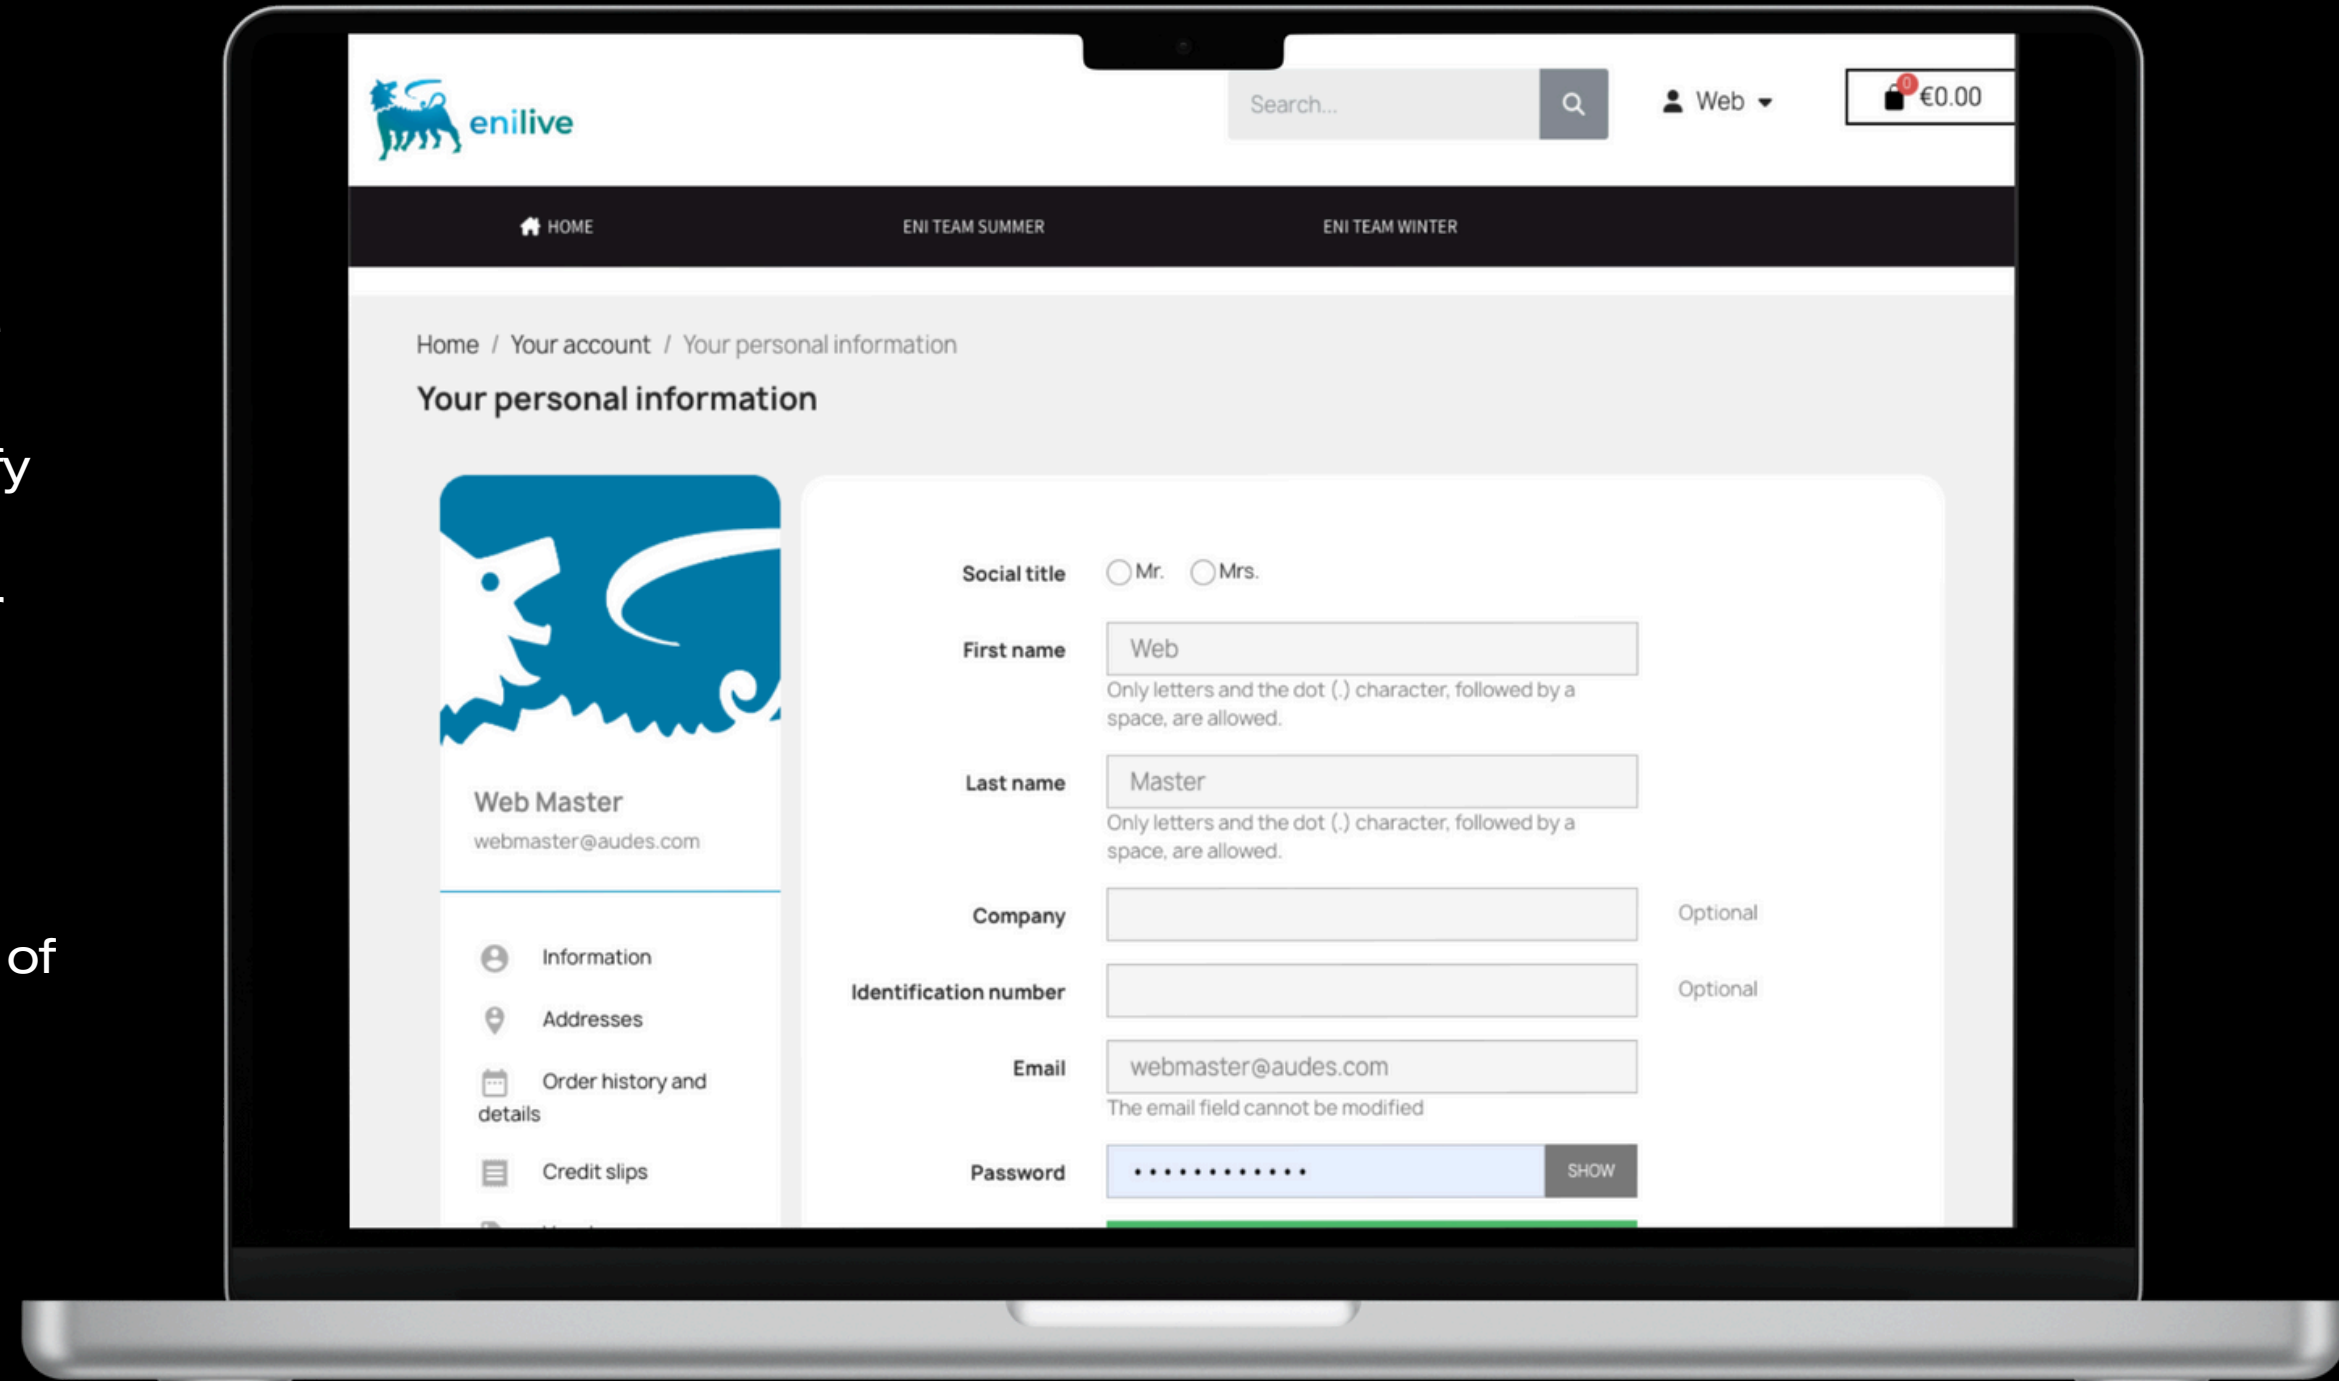 enilive
Search...
Web
0
€0.00
HOME
ENI TEAM SUMMER
ENI TEAM WINTER
Home / Your account / Your personal information
Your personal information
Social title
Mr.
Mrs.
First name
Web
Only letters and the dot (.) character, followed by a
space, are allowed.
Last name
Master
Only letters and the dot (.) character, followed by a
space, are allowed.
Company
Optional
Identification number
Optional
Email
webmaster@audes.com
The email field cannot be modified
Password
••••••••••••
SHOW
Web Master
webmaster@audes.com
Information
Addresses
Order history and
details
Credit slips
of